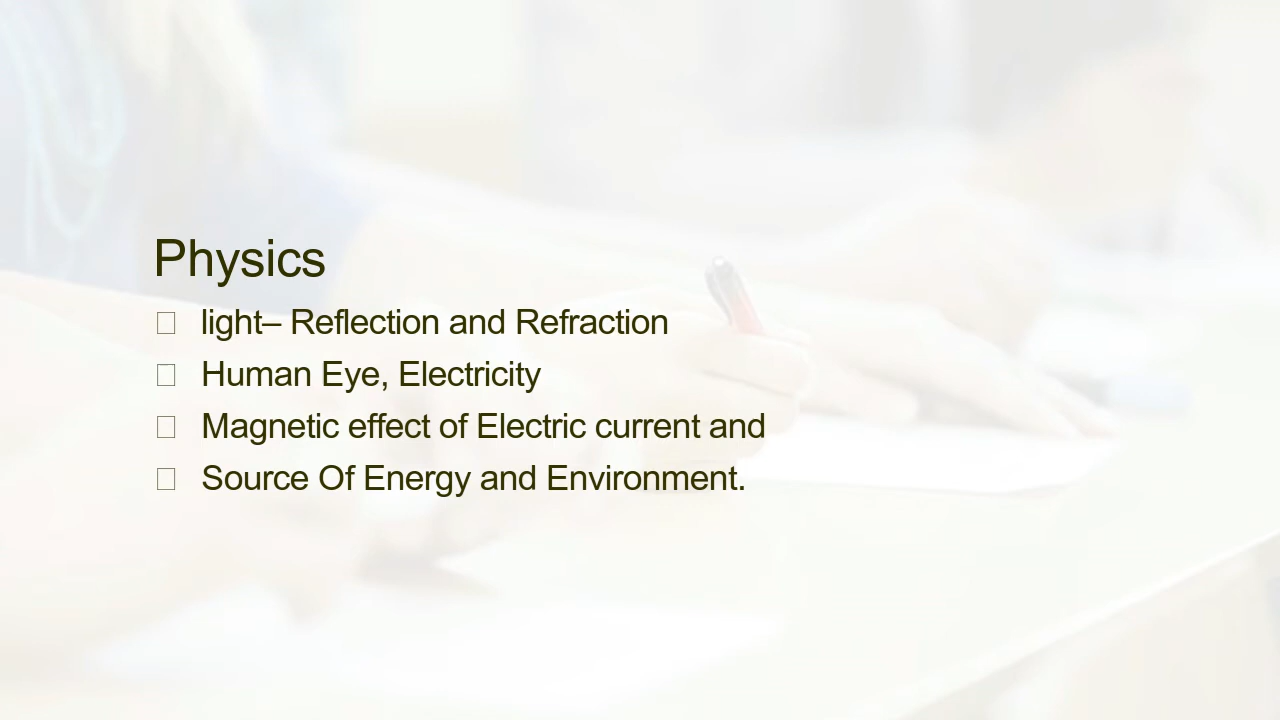 Physics
light– Reflection and Refraction
Human Eye, Electricity
Magnetic effect of Electric current and
Source Of Energy and Environment.